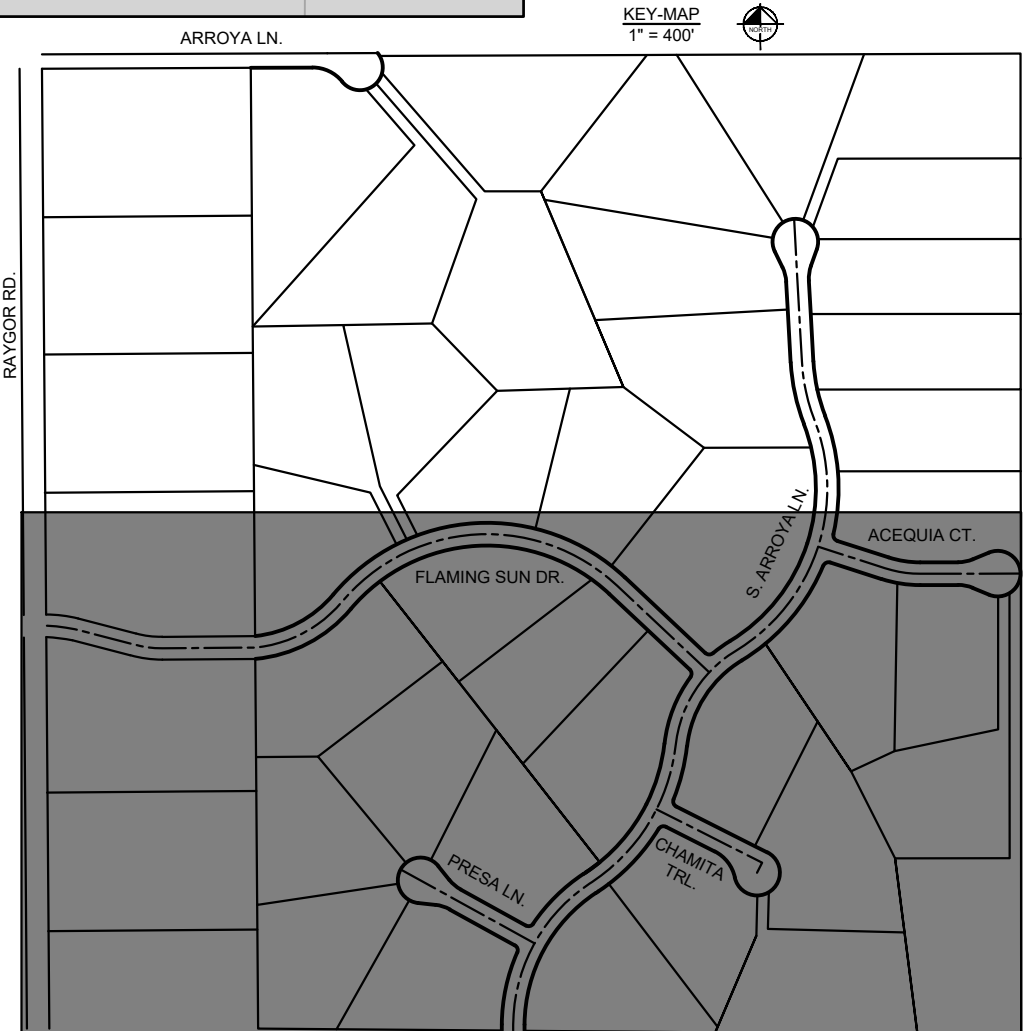 KEY-MAP
1" = 400'
NORTH
ARROYA LN.
RAYGOR RD.
S. ARROYA LN.
ACEQUIA CT.
FLAMING SUN DR.
PRESA LN.
CHAMITA
TRL.